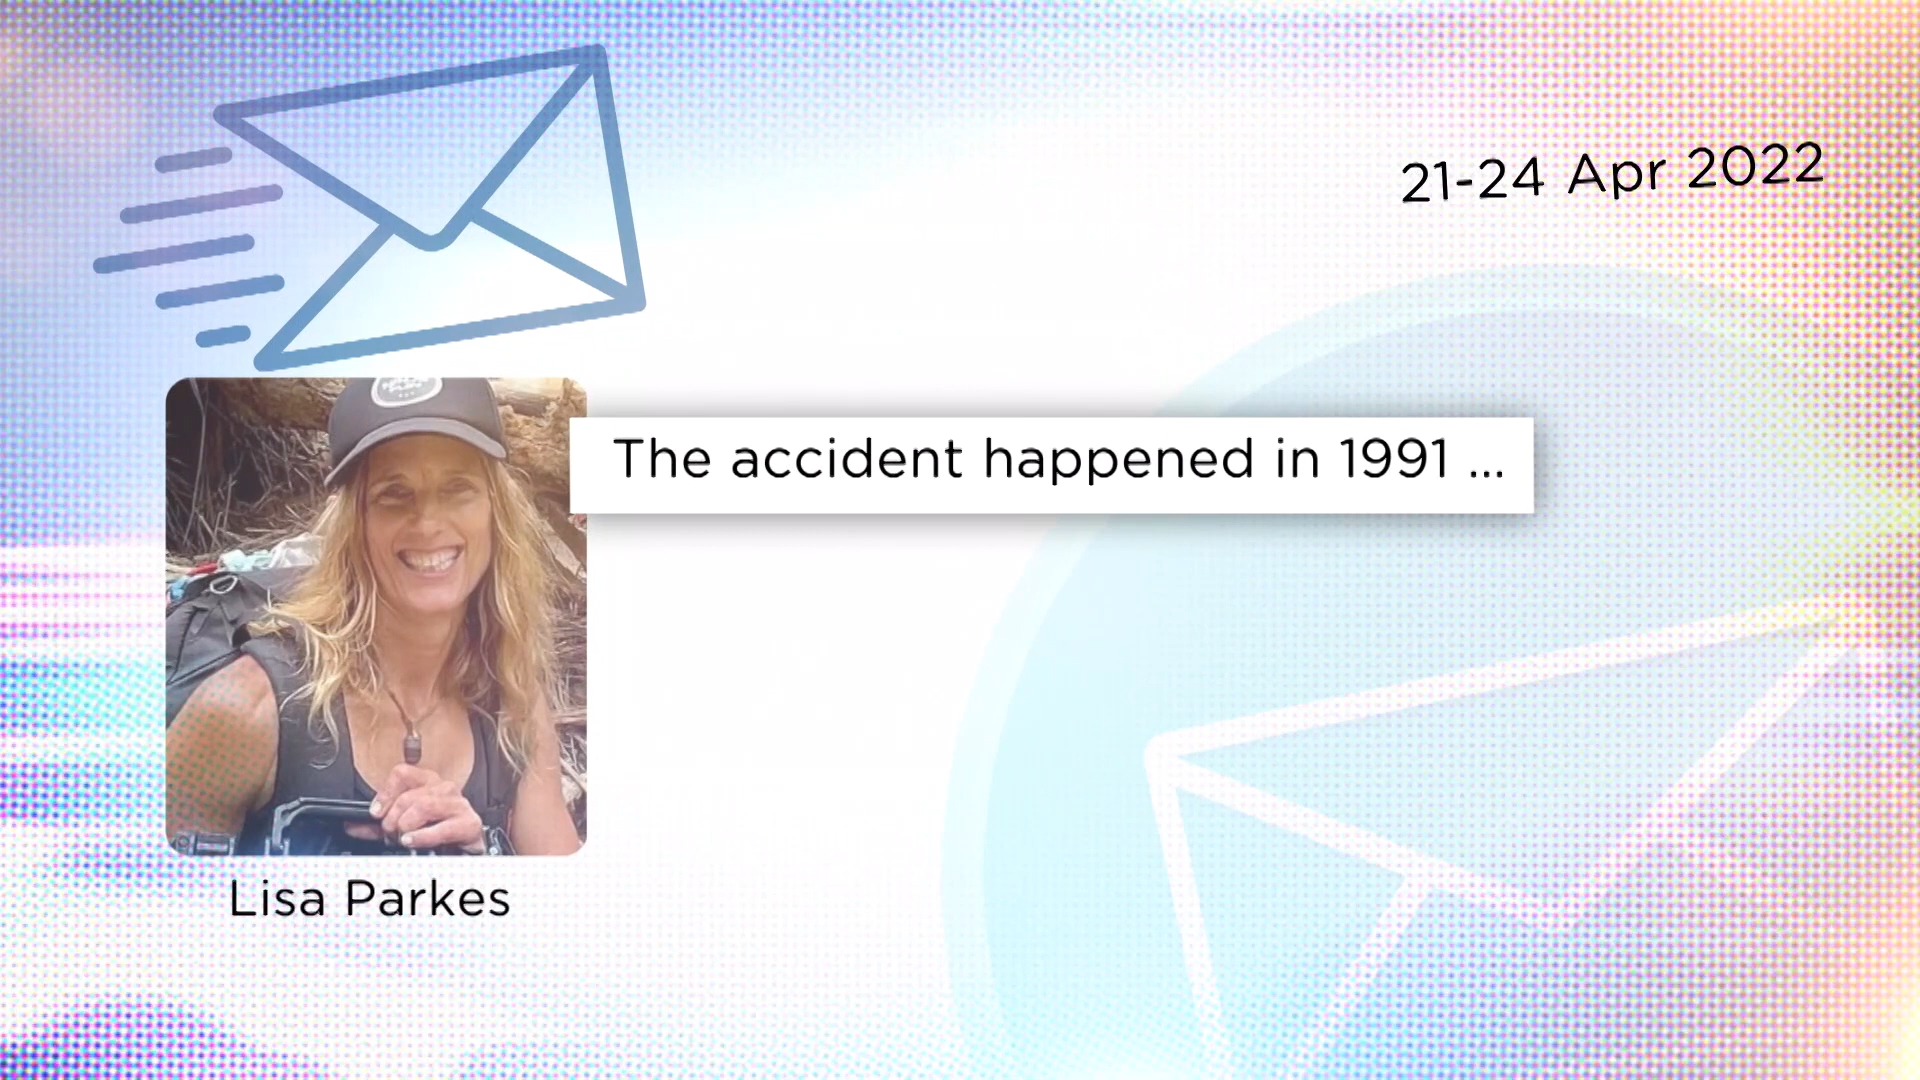 21-24 Apr 2022
The accident happened in 1991 ...
Lisa Parkes